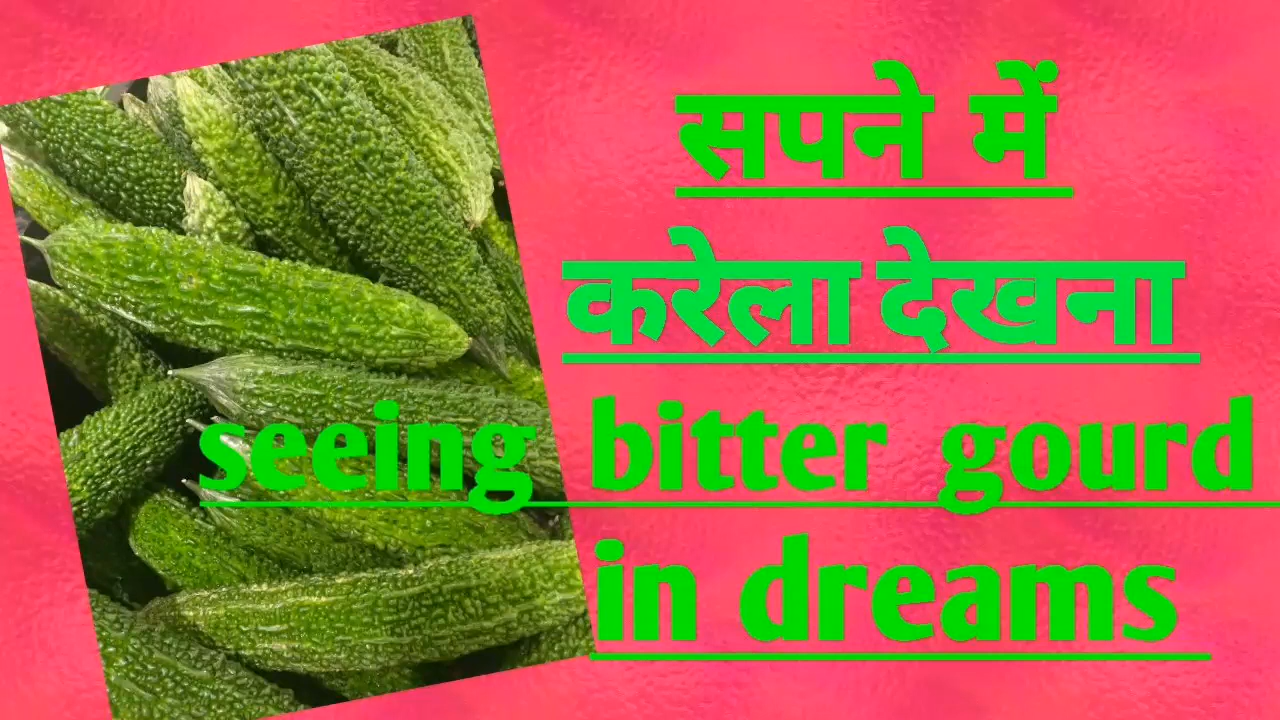 सपने में
करेला देखना
seeing bitter gourd
in dreams